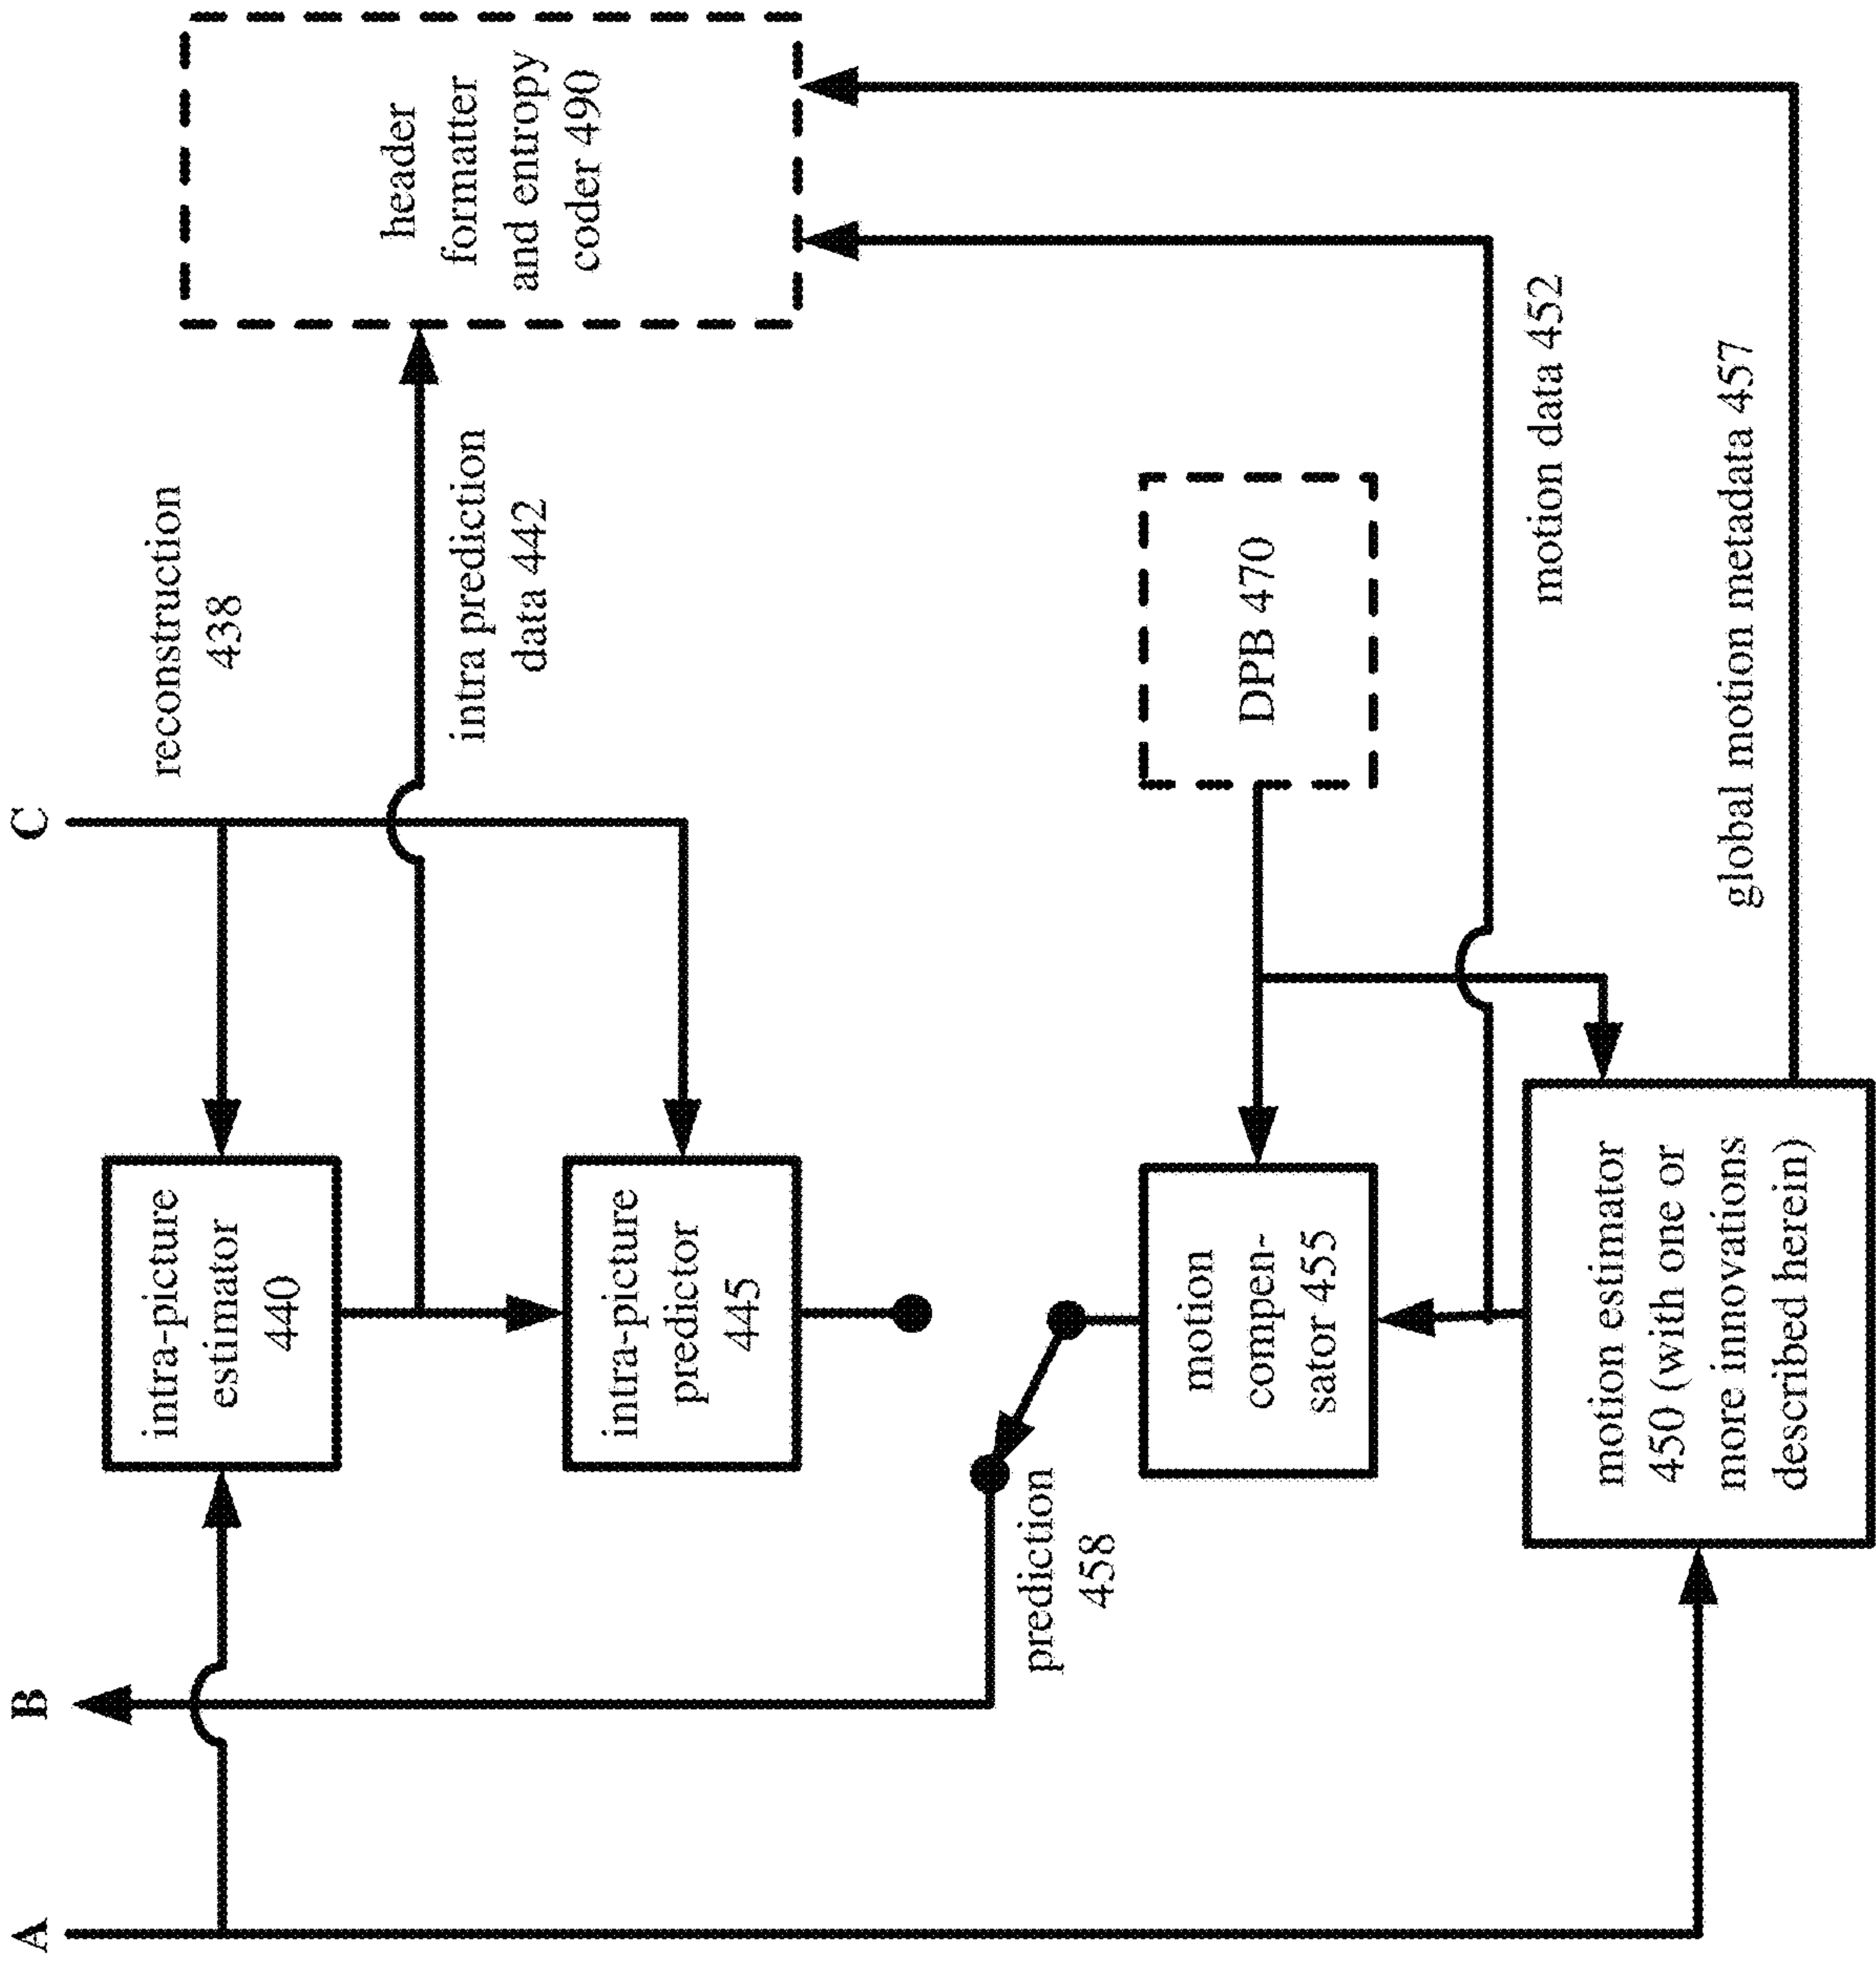 A
B
C
reconstruction
438
intra-picture
estimator
440
intra prediction
data 442
header
formatter
and entropy
coder 490
intra-picture
predictor
445
prediction
458
motion
compen-
sator 455
DPB 470
motion data 452
motion estimator
450 (with one or
more innovations
described herein)
global motion metadata 457